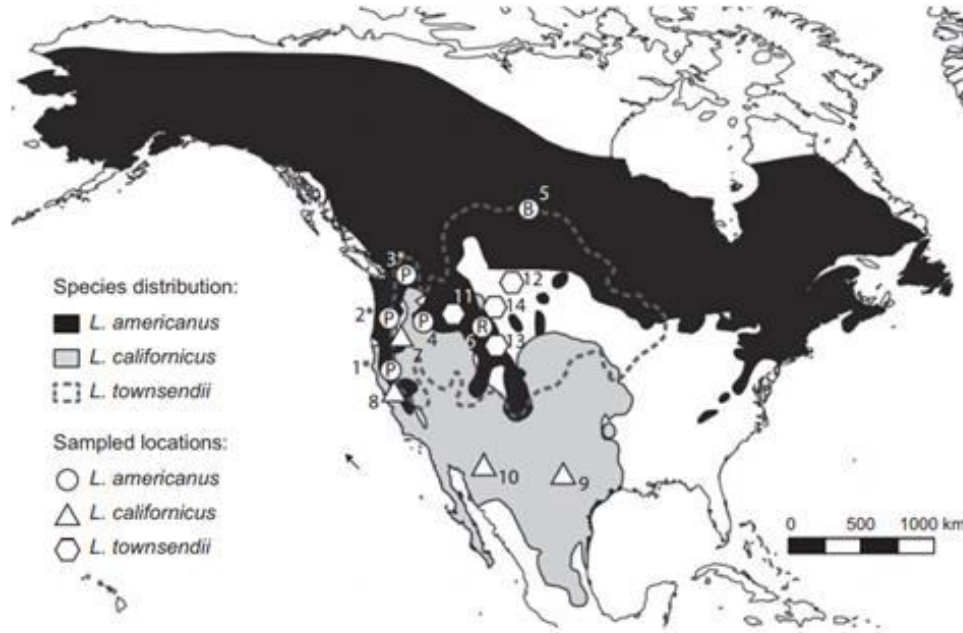 5
B
3*
P
12
11
14
2*
P
P
R
4
6
13
7
1*
P
8
10
9
Species distribution:
L. americanus
L. californicus
L. townsendii
Sampled locations:
L. americanus
L. californicus
L. townsendii
0 500 1000 km